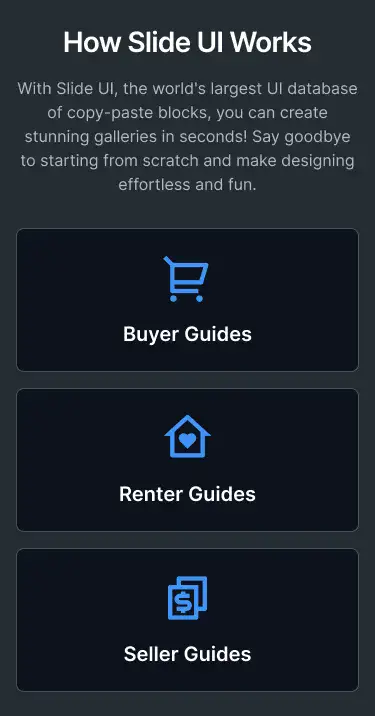 How Slide UI Works
With Slide UI, the world's largest UI database
of copy-paste blocks, you can create
stunning galleries in seconds! Say goodbye
to starting from scratch and make designing
effortless and fun.
Buyer Guides
Renter Guides
$
Seller Guides